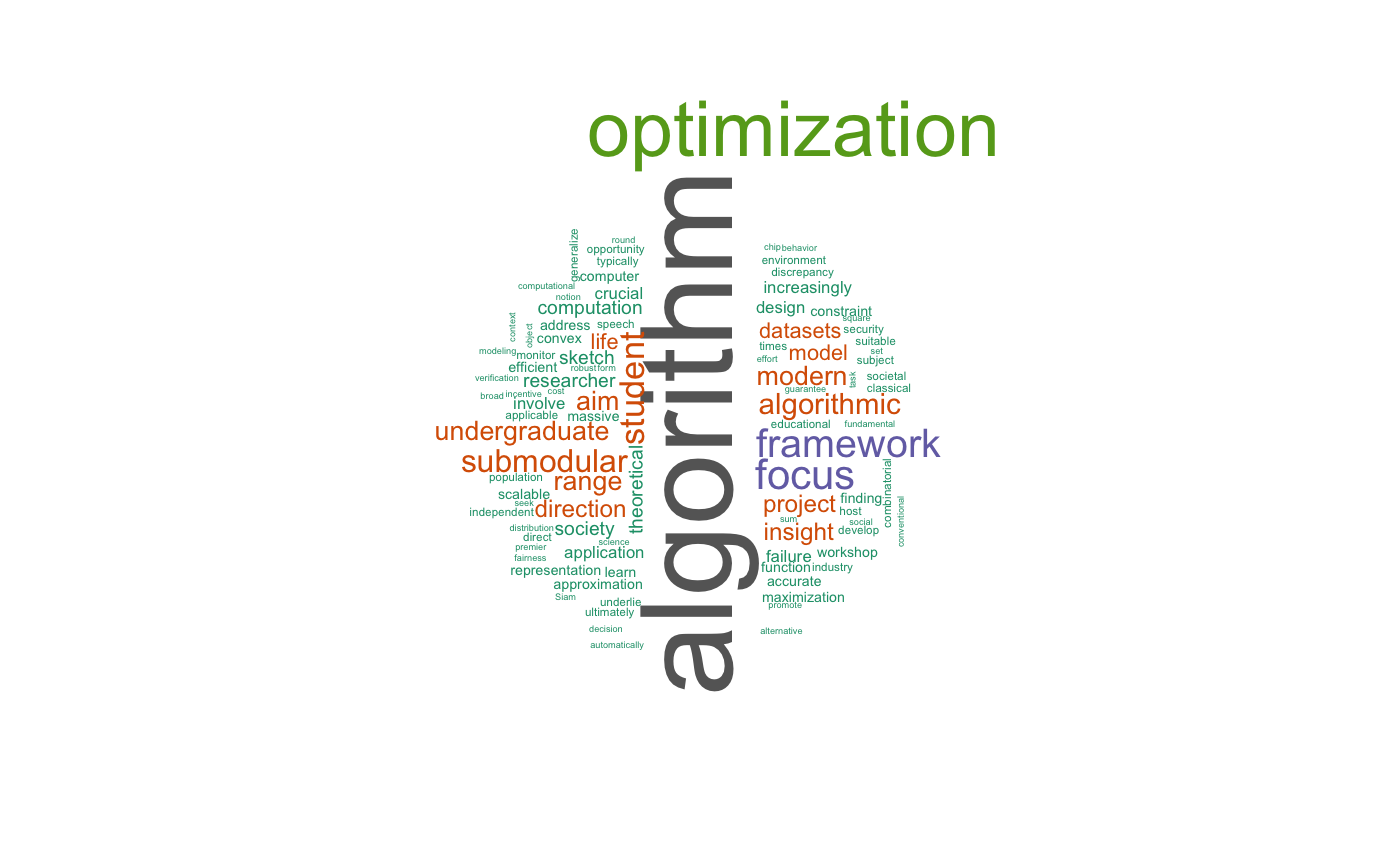 optimization
algorithm
generalize
round
opportunity
typically
computer
computational
notion
crucial
computation
context
object
address
speech
convex
life
student
modeling
monitor
sketch
efficient
robust
form
verification
researcher
broad
incentive
cost
involve
aim
applicable
massive
undergraduate
submodular
theoretical
population
range
scalable
seek
independent
direction
distribution
society
direct
science
premier
fairness
application
representation
learn
approximation
Siam
underlie
ultimately
decision
automatically
chip
behavior
environment
discrepancy
increasingly
design
constraint
square
datasets
security
times
suitable
model
set
effort
subject
modern
task
societal
guarantee
classical
algorithmic
educational
fundamental
framework
focus
combinatorial
project
finding
conventional
host
sum
social
insight
develop
failure
workshop
function
industry
accurate
maximization
promote
alternative